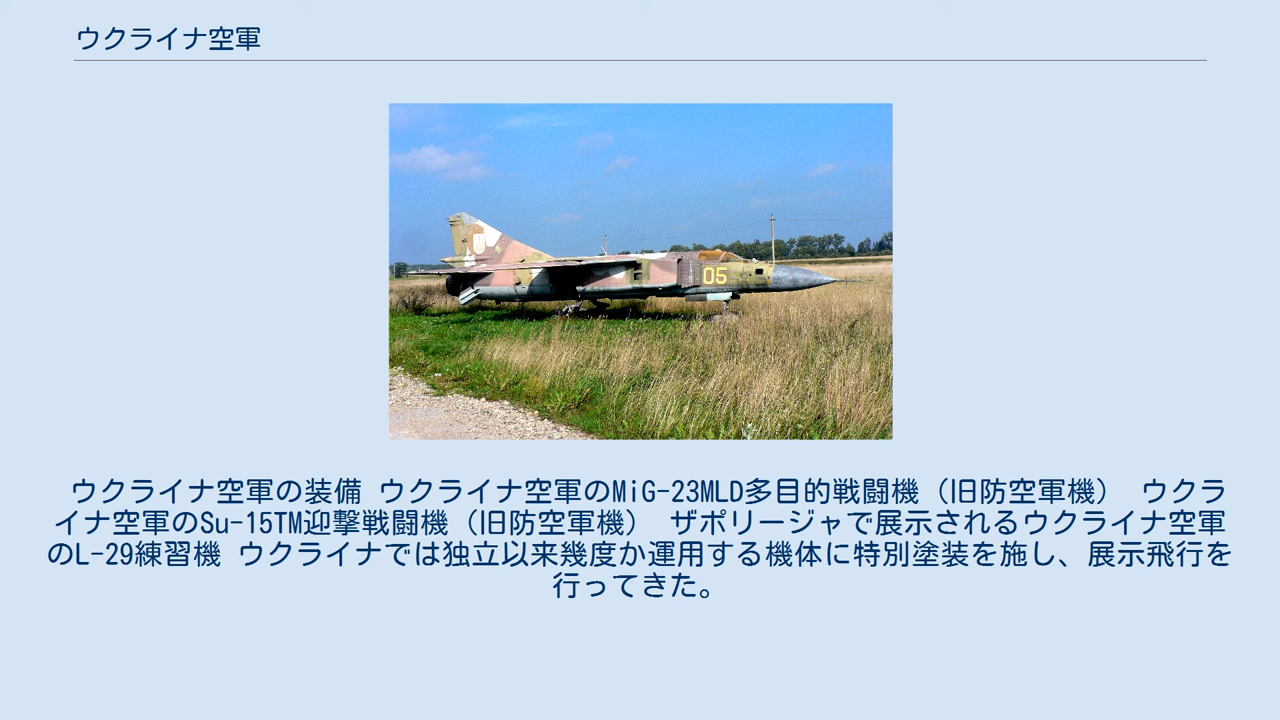 ウクライナ空軍
05
ウクライナ空軍の装備 ウクライナ空軍のMiG-23MLD多目的戦闘機（旧防空軍機） ウクラ
イナ空軍のSu-15TM迎撃戦闘機（旧防空軍機） ザポリージャで展示されるウクライナ空軍
のL-29練習機 ウクライナでは独立以来幾度か運用する機体に特別塗装を施し、展示飛行を
行ってきた。